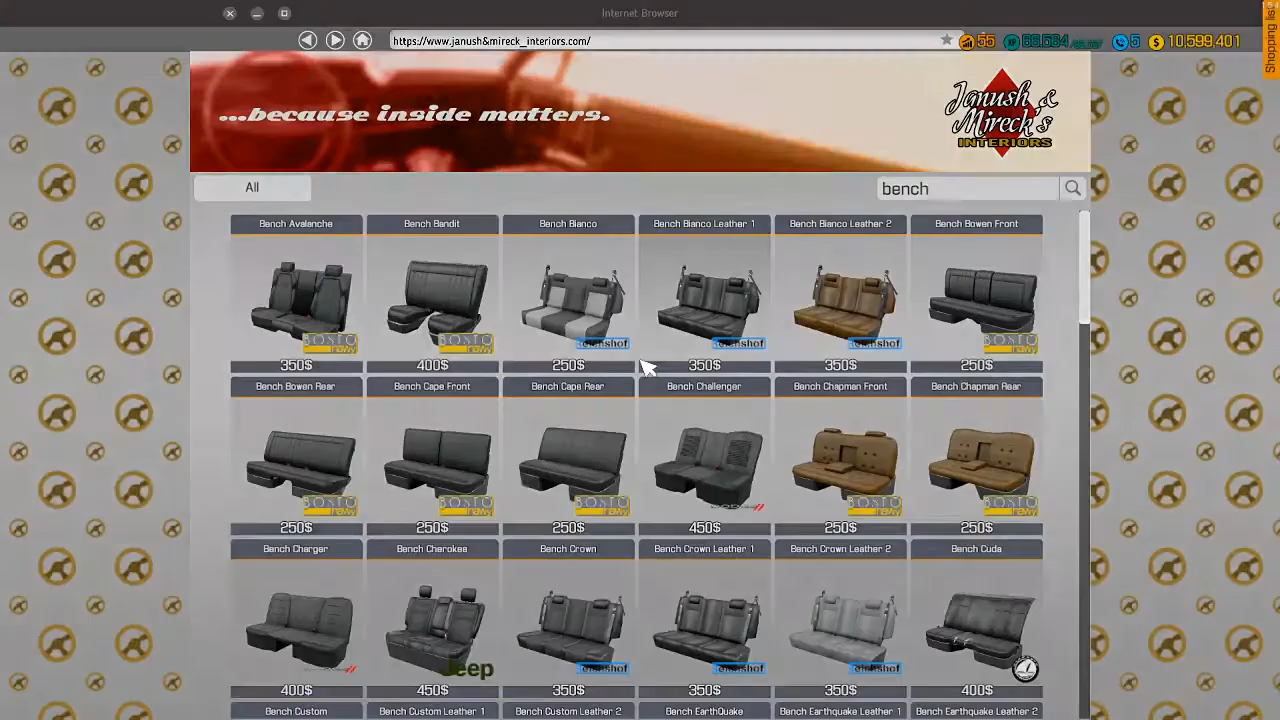 Internet Browser
https://www.janush&mireck_interiors.com/
55
5
10,599,401
Shopping list
...because inside matters.
Janush &
Mireck's
INTERIORS
All
bench
Bench Avalanche
Bench Bandit
Bench Bianco
Bench Bianco Leather 1
Bench Bianco Leather 2
Bench Bowen Front
350$
400$
250$
350$
350$
250$
Bench Bowen Rear
Bench Cape Front
Bench Cape Rear
Bench Challenger
Bench Chapman Front
Bench Chapman Rear
250$
250$
250$
450$
250$
250$
Bench Charger
Bench Cherokee
Bench Crown
Bench Crown Leather 1
Bench Crown Leather 2
Bench Cuda
Jeep
400$
450$
350$
350$
350$
400$
Bench Custom
Bench Custom Leather 1
Bench Custom Leather 2
Bench EarthQuake
Bench Earthquake Leather 1
Bench Earthquake Leather 2